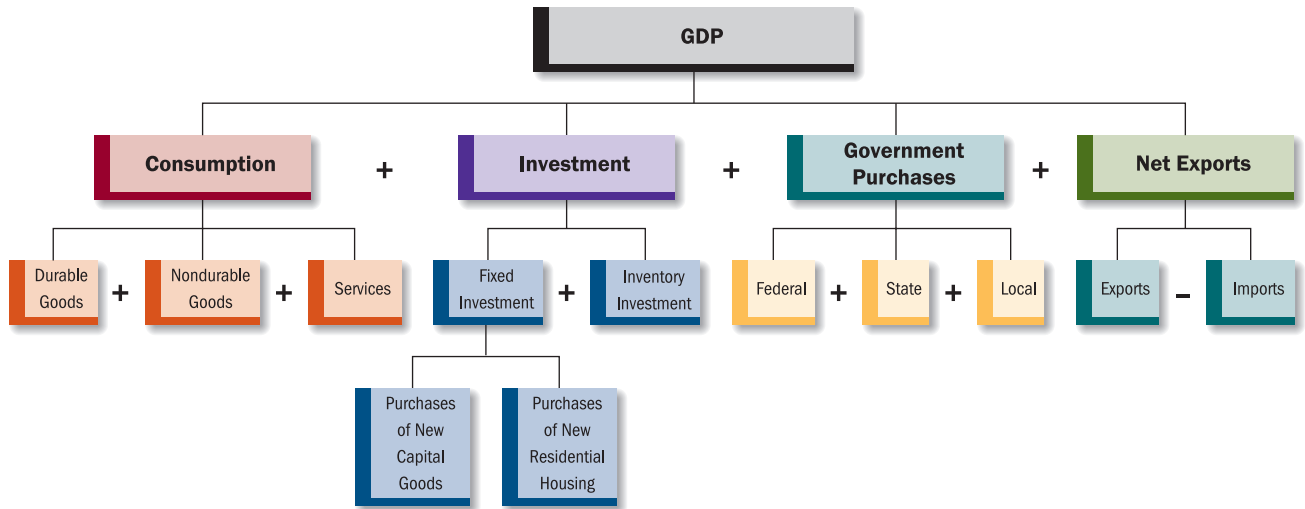 GDP
Consumption
+
Investment
+
Government
Purchases
+
Net Exports
Durable
Goods
+
Nondurable
Goods
+
Services
Fixed
Investment
+
Inventory
Investment
Federal
+
State
+
Local
Exports
–
Imports
Purchases
of New
Capital
Goods
Purchases
of New
Residential
Housing